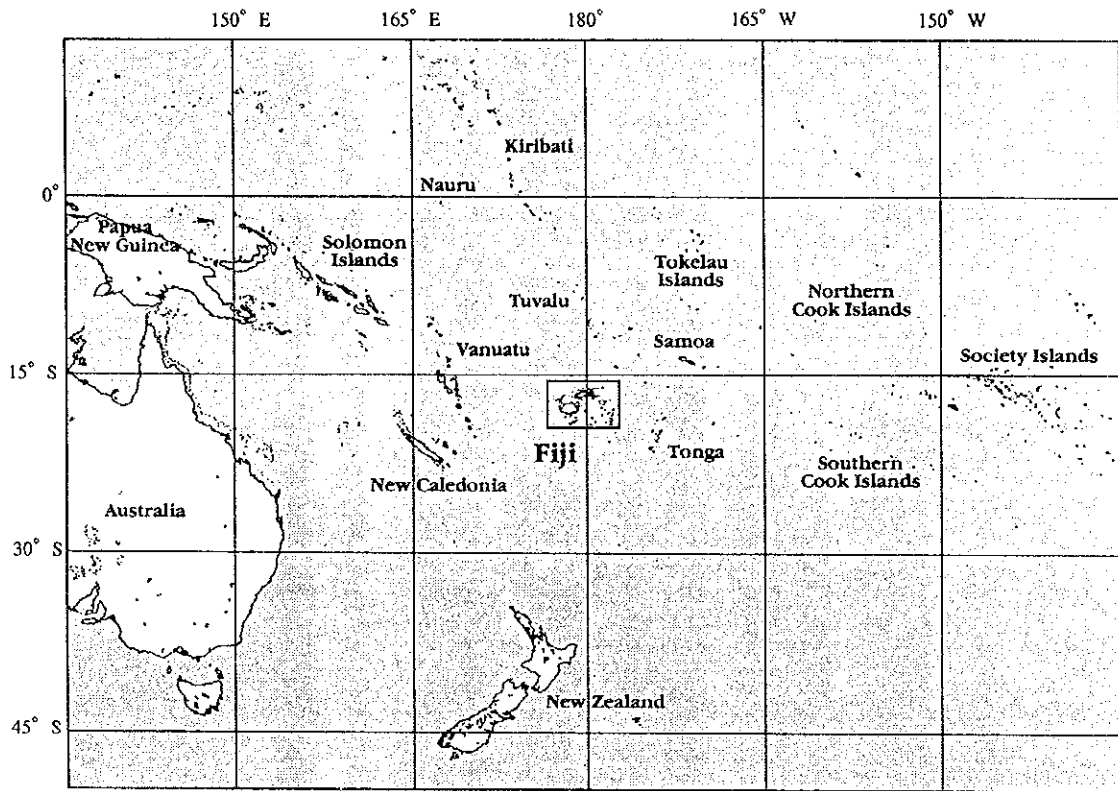 150° E
165° E
180°
165° W
150° W
Kiribati
Nauru
0°
Papua
New Guinea
Solomon
Islands
Tokelau
Islands
Tuvalu
Northern
Cook Islands
Samoa
Vanuatu
Society Islands
15° S
Fiji
Tonga
Southern
Cook Islands
New Caledonia
Australia
30° S
New Zealand
45° S